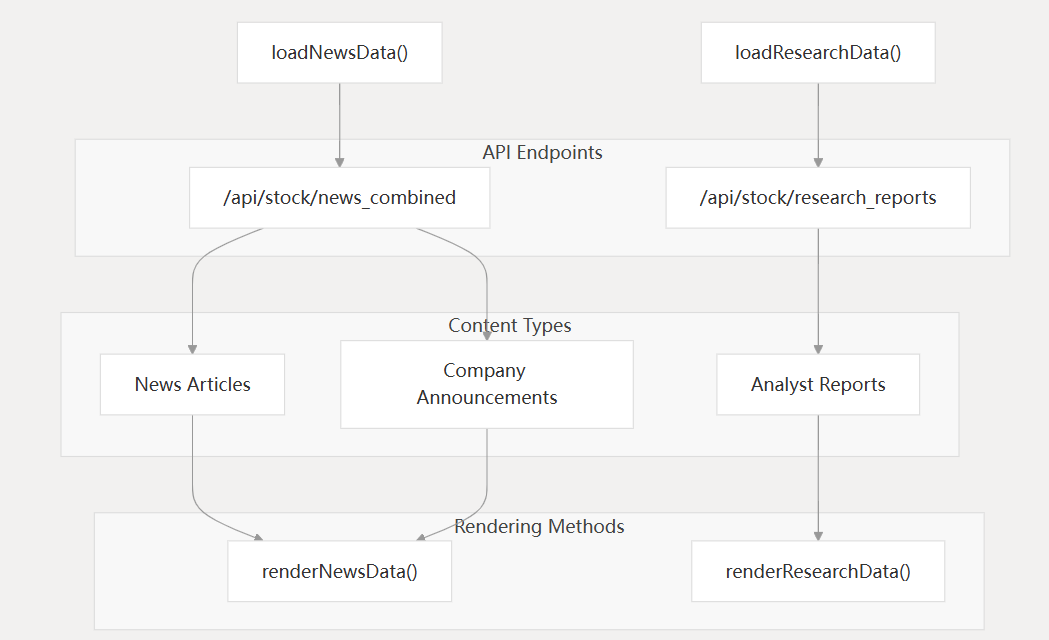 loadNewsData()
loadResearchData()
API Endpoints
/api/stock/news_combined
/api/stock/research_reports
Content Types
News Articles
Company
Announcements
Analyst Reports
Rendering Methods
renderNewsData()
renderResearchData()